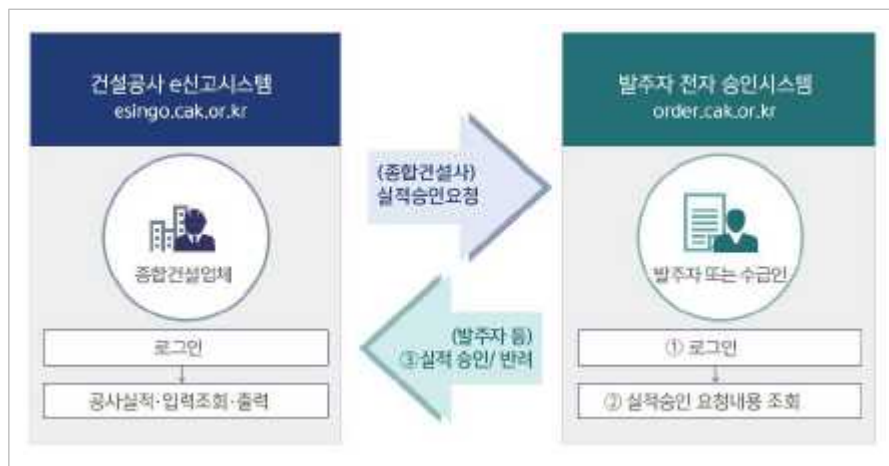 건설공사 e신고시스템
esingo.cak.or.kr
종합건설업체
로그인
공사실적·입력조회·출력
(종합건설사)
실적승인요청
(발주자 등)
③실적 승인/ 반려
발주자 전자 승인시스템
order.cak.or.kr
발주자 또는 수급인
① 로그인
② 실적승인 요청내용 조회